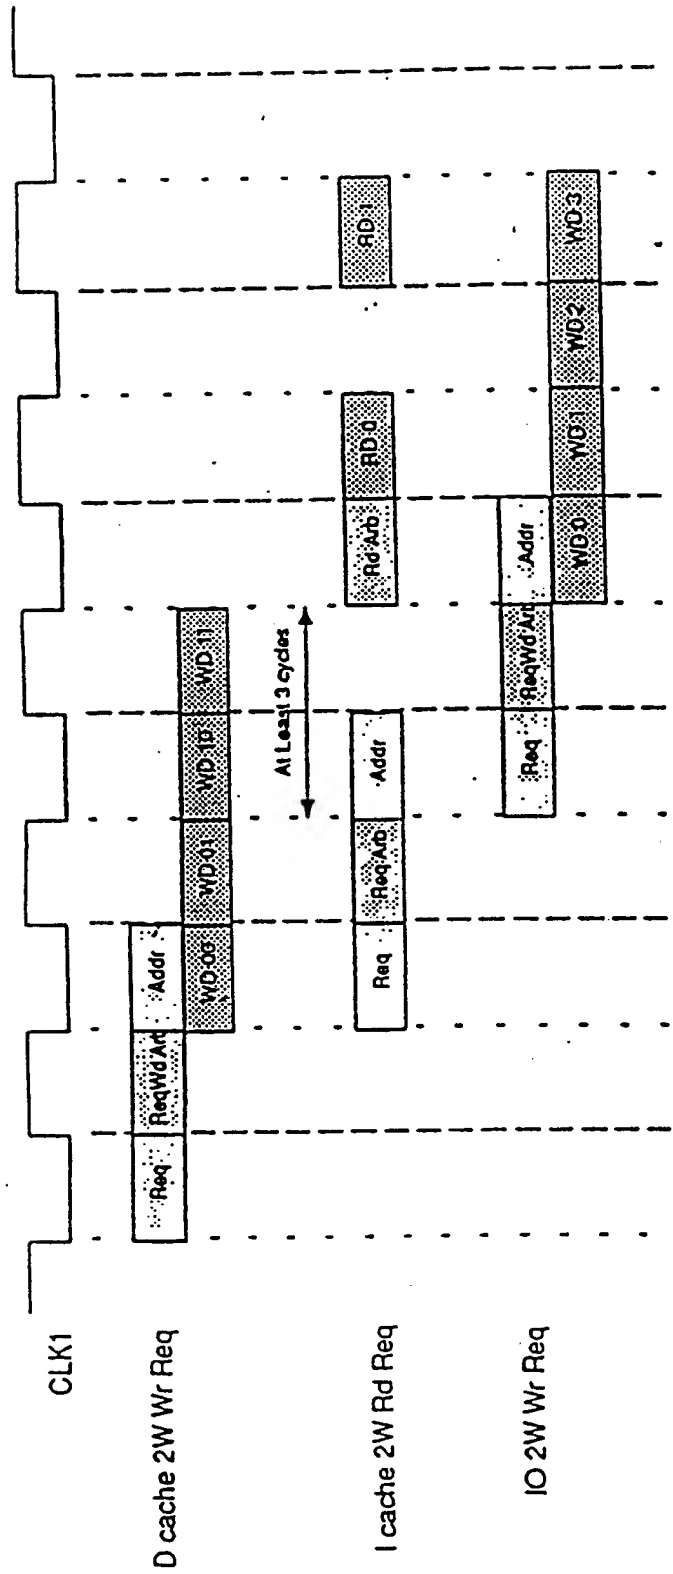 CLK1
D cache 2W Wr Req
Req ReqWd Arb Addr
WD 00 WD 01 WD 10 WD 11
At Least 3 cycles
I cache 2W Rd Req
Req Req Arb Addr Rd Arb RD 0 RD 1
IO 2W Wr Req
Req ReqWd Arb Addr
WD 0 WD 1 WD 2 WD 3